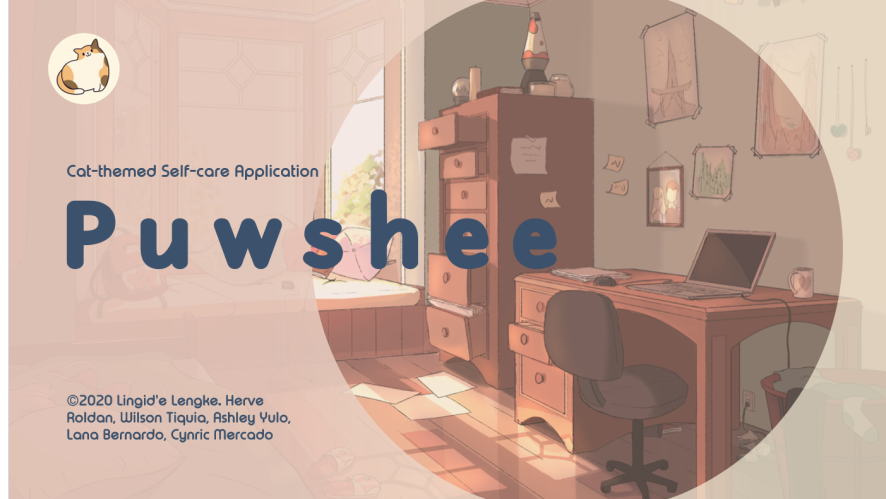 Cat-themed Self-care Application
Puwshee
©2020 Lingid'e Lengke. Herve
Roldan, Wilson Tiquia, Ashley Yulo,
Lana Bernardo, Cynric Mercado